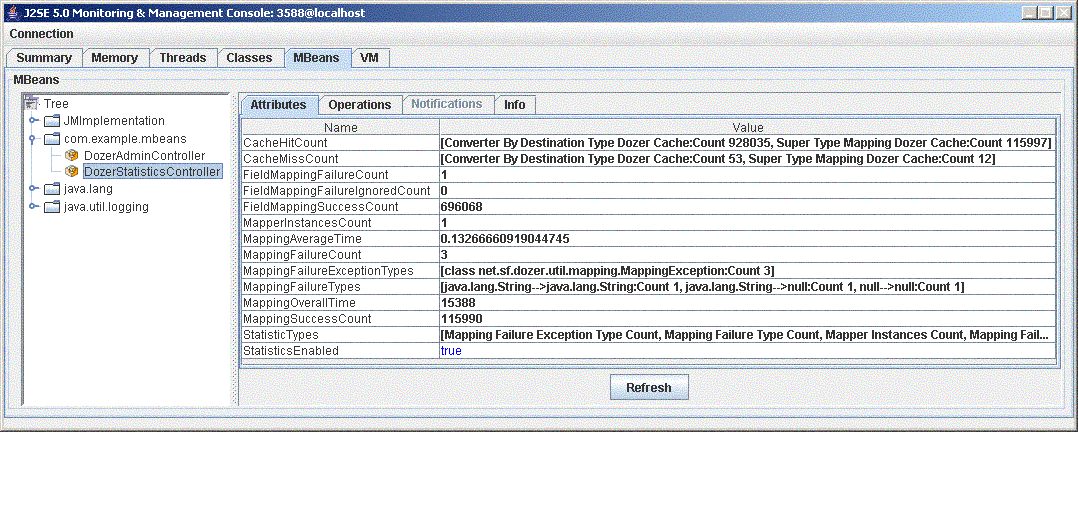 J2SE 5.0 Monitoring & Management Console: 3588@localhost
Connection
Summary Memory Threads Classes MBeans VM
MBeans
Tree
JMImplementation
com.example.mbeans
DozerAdminController
DozerStatisticsController
java.lang
java.util.logging
Attributes Operations Notifications Info
Name Value
CacheHitCount [Converter By Destination Type Dozer Cache:Count 928035, Super Type Mapping Dozer Cache:Count 115997]
CacheMissCount [Converter By Destination Type Dozer Cache:Count 53, Super Type Mapping Dozer Cache:Count 12]
FieldMappingFailureCount 1
FieldMappingFailureIgnoredCount 0
FieldMappingSuccessCount 696068
MapperInstancesCount 1
MappingAverageTime 0.13266660919044745
MappingFailureCount 3
MappingFailureExceptionTypes [class net.sf.dozer.util.mapping.MappingException:Count 3]
MappingFailureTypes [java.lang.String-->java.lang.String:Count 1, java.lang.String-->null:Count 1, null-->null:Count 1]
MappingOverallTime 15388
MappingSuccessCount 115990
StatisticTypes [Mapping Failure Exception Type Count, Mapping Failure Type Count, Mapper Instances Count, Mapping Fail...
StatisticsEnabled true
Refresh